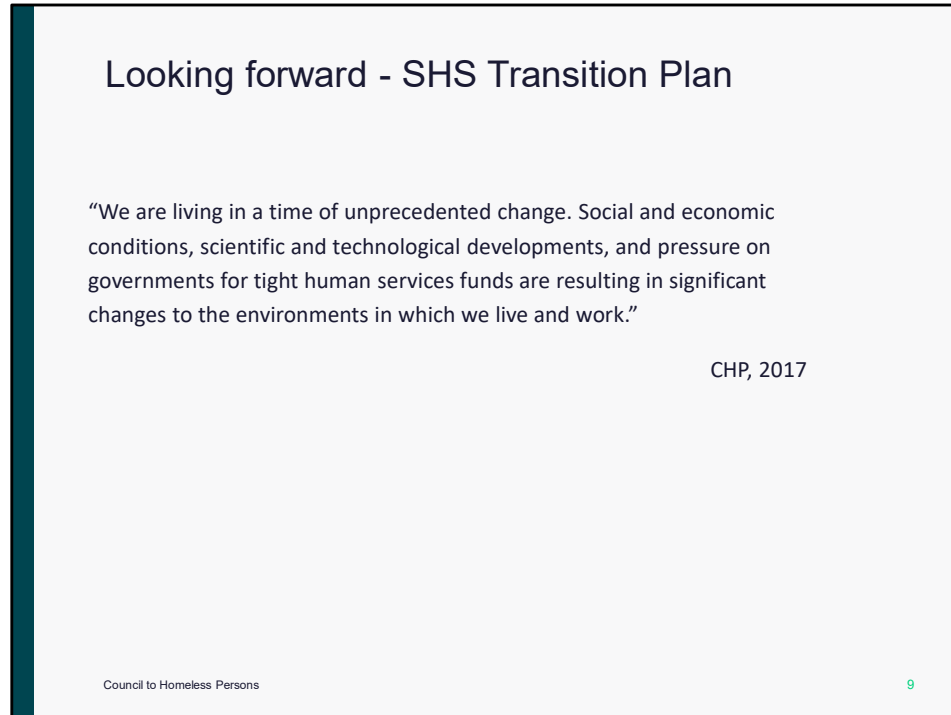 Looking forward - SHS Transition Plan
“We are living in a time of unprecedented change. Social and economic
conditions, scientific and technological developments, and pressure on
governments for tight human services funds are resulting in significant
changes to the environments in which we live and work.”
CHP, 2017
Council to Homeless Persons
9